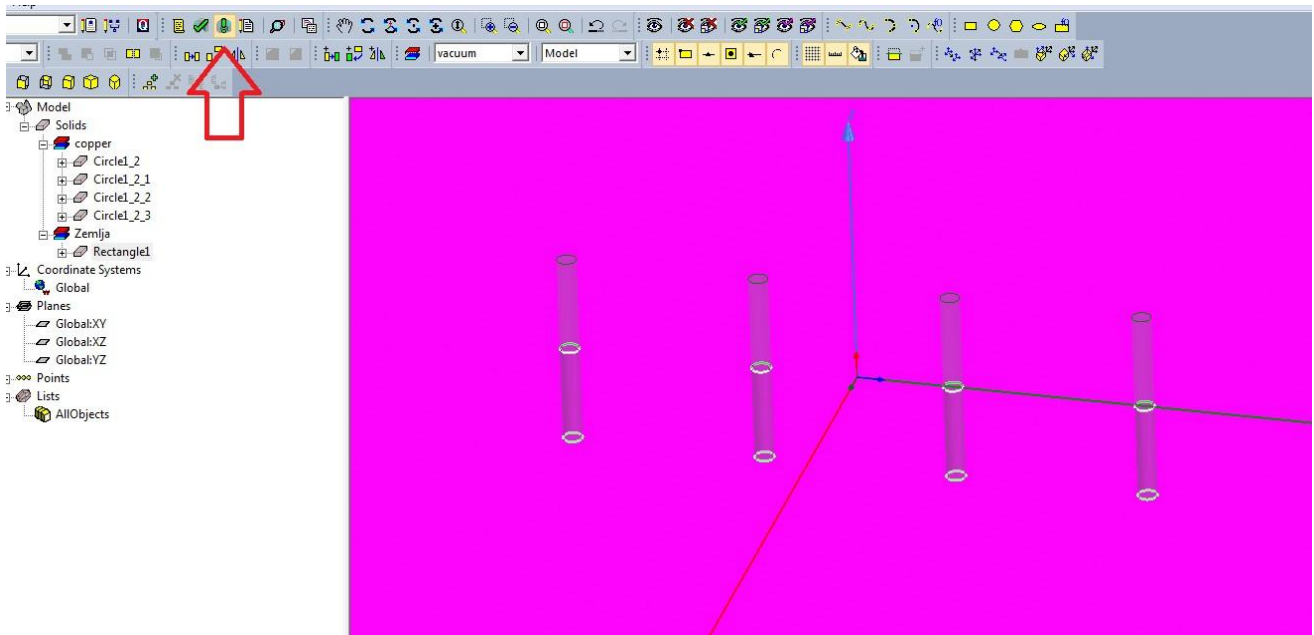 Help
vacuum
Model
Model
Solids
copper
Circle1_2
Circle1_2_1
Circle1_2_2
Circle1_2_3
Zemlja
Rectangle1
Coordinate Systems
Global
Planes
Global:XY
Global:XZ
Global:YZ
Points
Lists
AllObjects